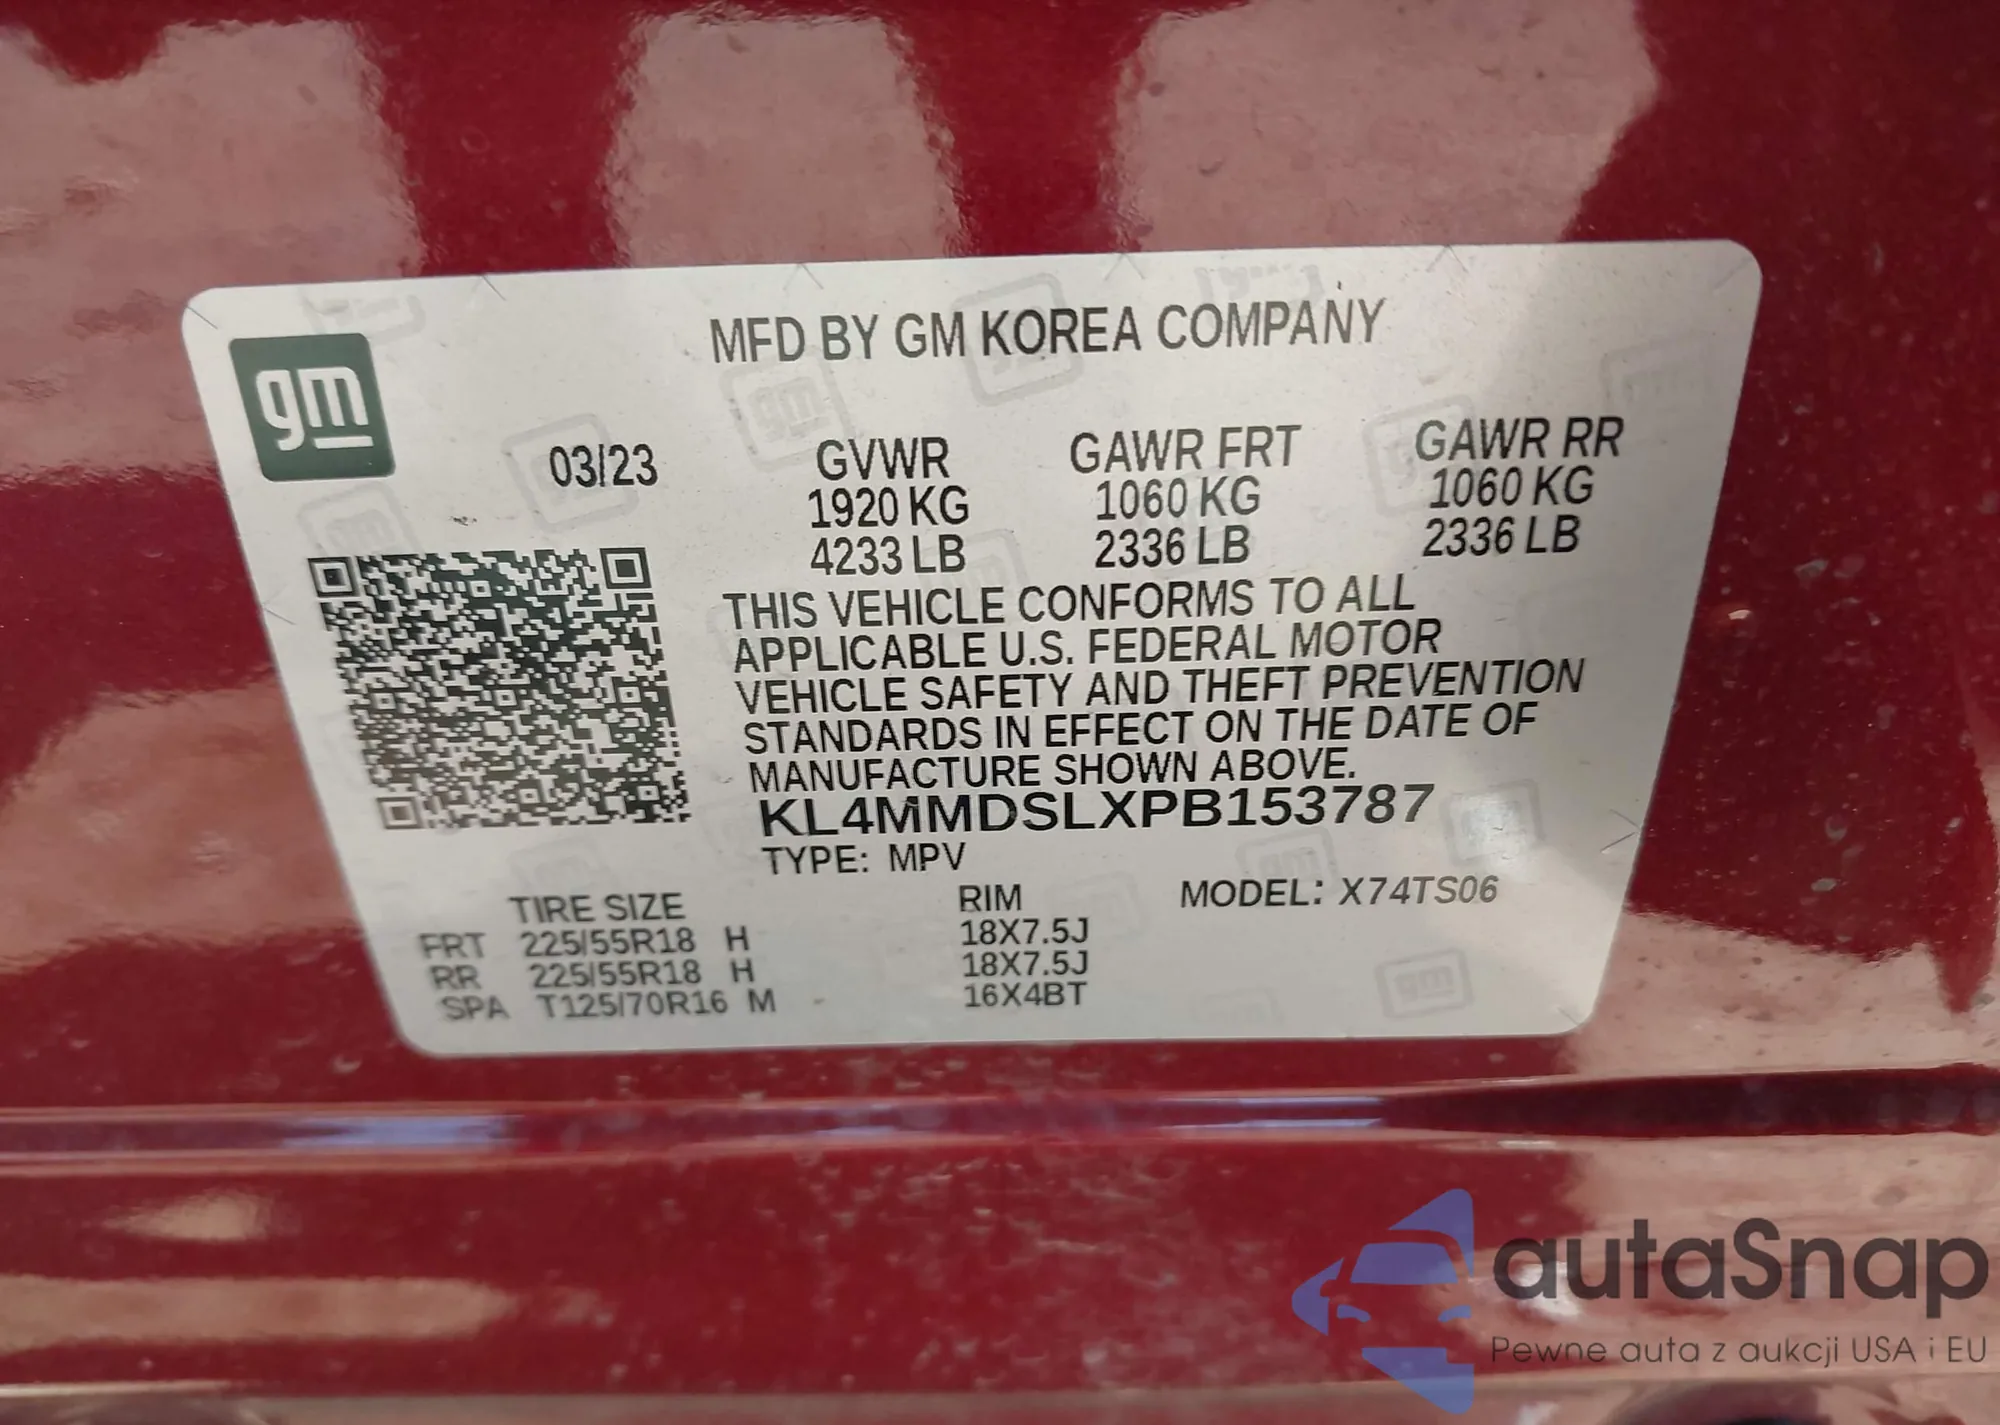 gm
MFD BY GM KOREA COMPANY
03/23 GVWR GAWR FRT GAWR RR
1920 KG 1060 KG 1060 KG
4233 LB 2336 LB 2336 LB
THIS VEHICLE CONFORMS TO ALL
APPLICABLE U.S. FEDERAL MOTOR
VEHICLE SAFETY AND THEFT PREVENTION
STANDARDS IN EFFECT ON THE DATE OF
MANUFACTURE SHOWN ABOVE.
KL4MMDSLXPB153787
TYPE: MPV
TIRE SIZE RIM MODEL: X74TS06
FRT 225/55R18 H 18X7.5J
RR 225/55R18 H 18X7.5J
SPA T125/70R16 M 16X4BT
autaSnap
Pewne auta z aukcji USA i EU